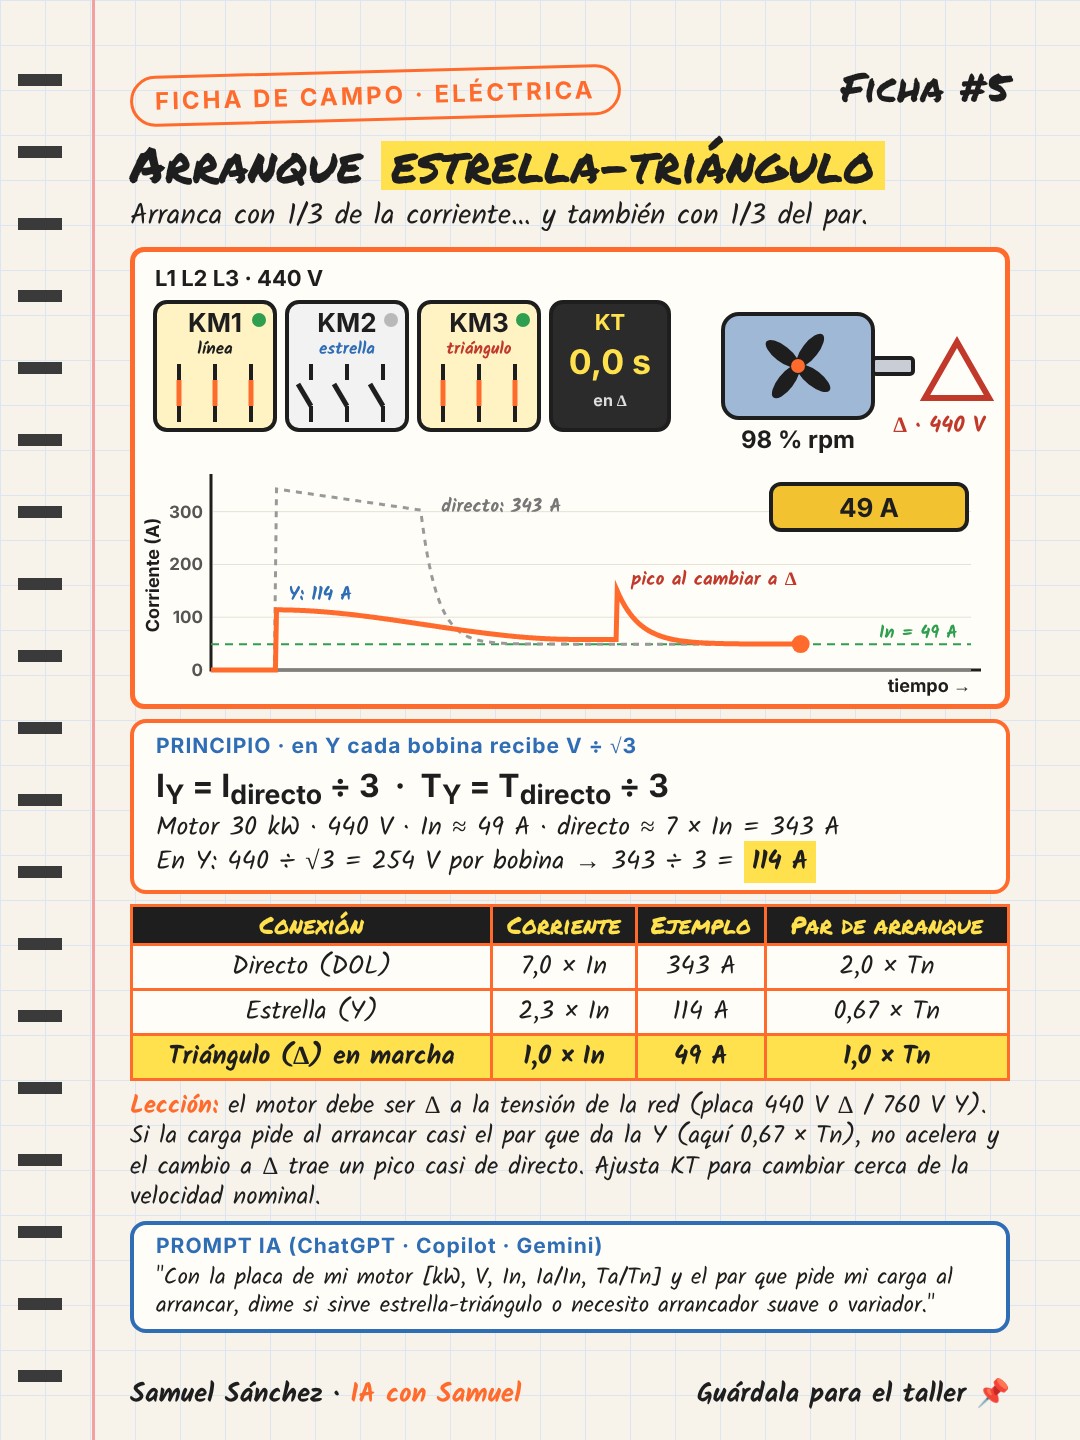 FICHA DE CAMPO · ELÉCTRICA
Ficha #5
Arranque estrella-triángulo
Arranca con 1/3 de la corriente... y también con 1/3 del par.
L1 L2 L3 · 440 V
KM1
línea
KM2
estrella
KM3
triángulo
KT
0,0 s
en Δ
98 % rpm
Δ · 440 V
49 A
Corriente (A)
300
200
100
0
directo: 343 A
Y: 114 A
pico al cambiar a Δ
In = 49 A
tiempo →
PRINCIPIO · en Y cada bobina recibe V ÷ √3
IY = Idirecto ÷ 3 · TY = Tdirecto ÷ 3
Motor 30 kW · 440 V · In ≈ 49 A · directo ≈ 7 × In = 343 A
En Y: 440 ÷ √3 = 254 V por bobina → 343 ÷ 3 = 114 A
Conexión Corriente Ejemplo Par de arranque
Directo (DOL) 7,0 × In 343 A 2,0 × Tn
Estrella (Y) 2,3 × In 114 A 0,67 × Tn
Triángulo (Δ) en marcha 1,0 × In 49 A 1,0 × Tn
Lección: el motor debe ser Δ a la tensión de la red (placa 440 V Δ / 760 V Y).
Si la carga pide al arrancar casi el par que da la Y (aquí 0,67 × Tn), no acelera y
el cambio a Δ trae un pico casi de directo. Ajusta KT para cambiar cerca de la
velocidad nominal.
PROMPT IA (ChatGPT · Copilot · Gemini)
"Con la placa de mi motor [kW, V, In, Ia/In, Ta/Tn] y el par que pide mi carga al
arrancar, dime si sirve estrella-triángulo o necesito arrancador suave o variador."
Samuel Sánchez · IA con Samuel
Guárdala para el taller 📌